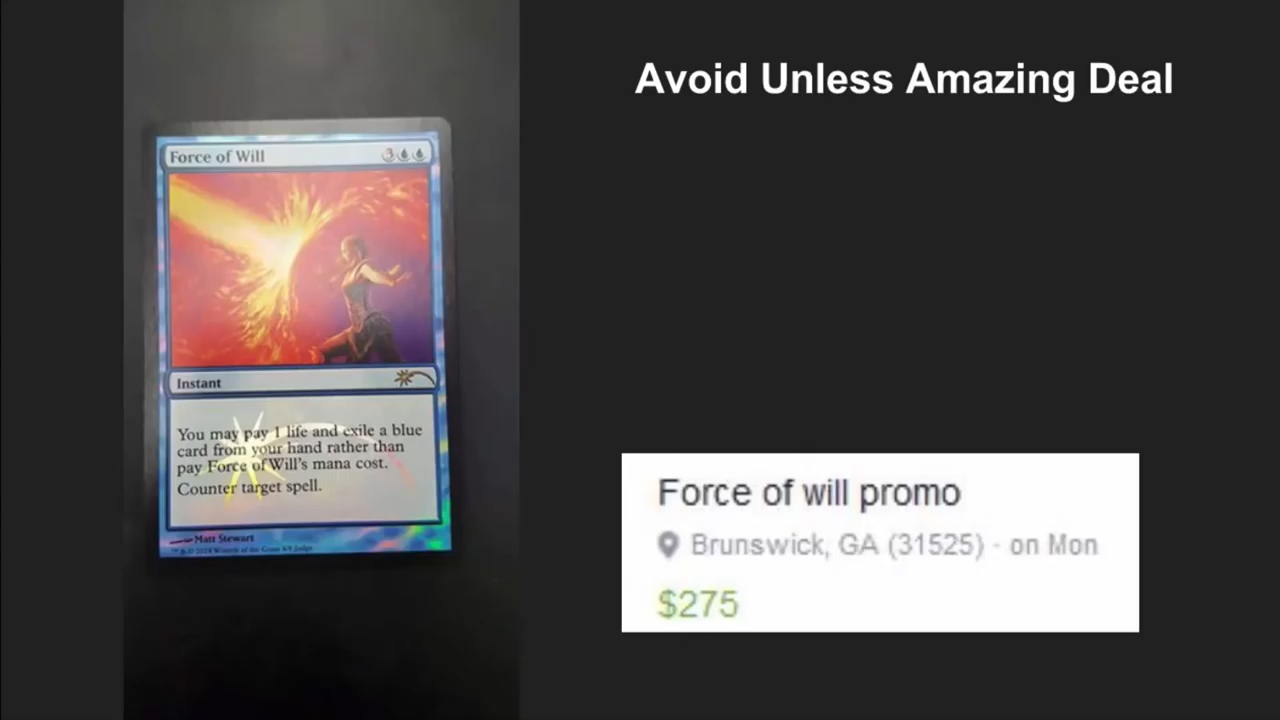 Avoid Unless Amazing Deal
Force of Will
3
Instant
You may pay 1 life and exile a blue
card from your hand rather than
pay Force of Will's mana cost.
Counter target spell.
Matt Stewart
Force of will promo
Brunswick, GA (31525) - on Mon
$275